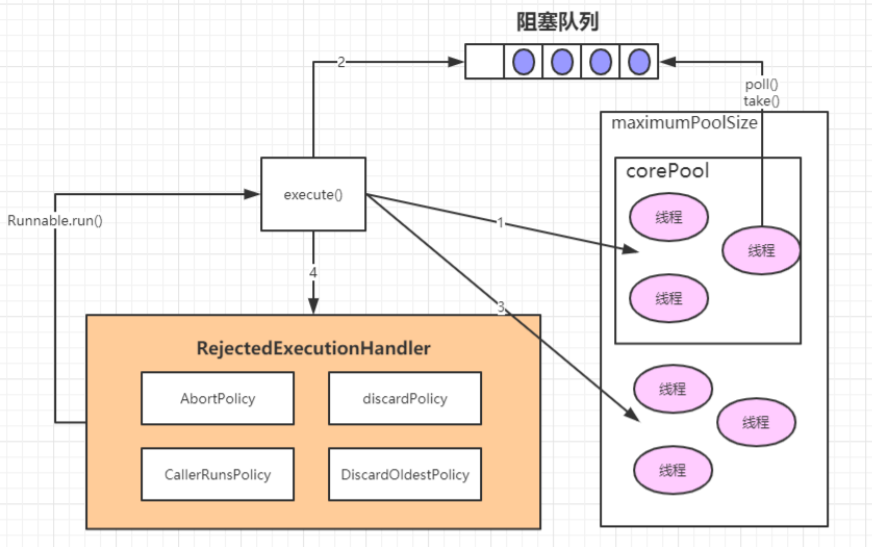 阻塞队列
2
poll()
take()
maximumPoolSize
corePool
execute()
Runnable.run()
1
线程
线程
线程
4
3
RejectedExecutionHandler
AbortPolicy
discardPolicy
线程
线程
CallerRunsPolicy
DiscardOldestPolicy
线程